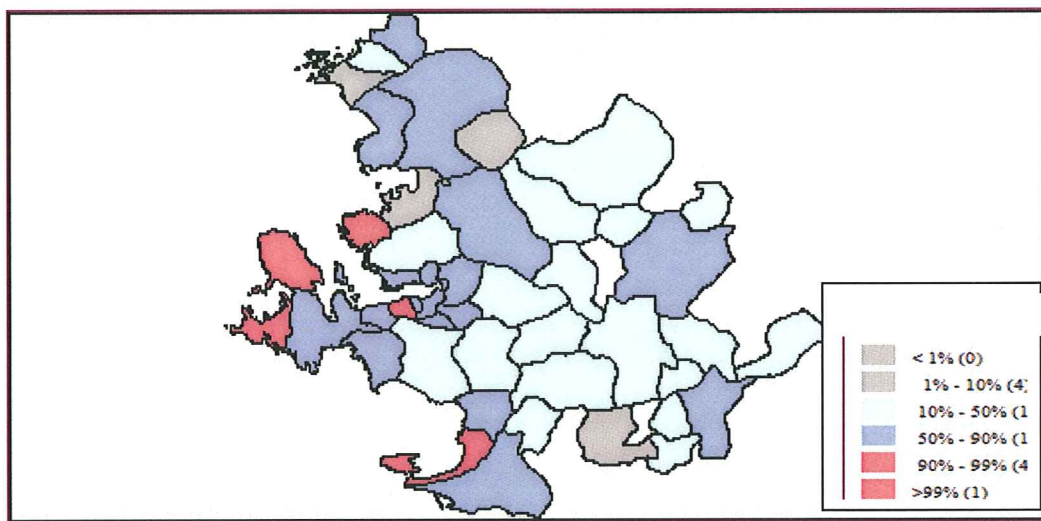 < 1% (0)
1% - 10% (4)
10% - 50% (1
50% - 90% (1
90% - 99% (4
>99% (1)